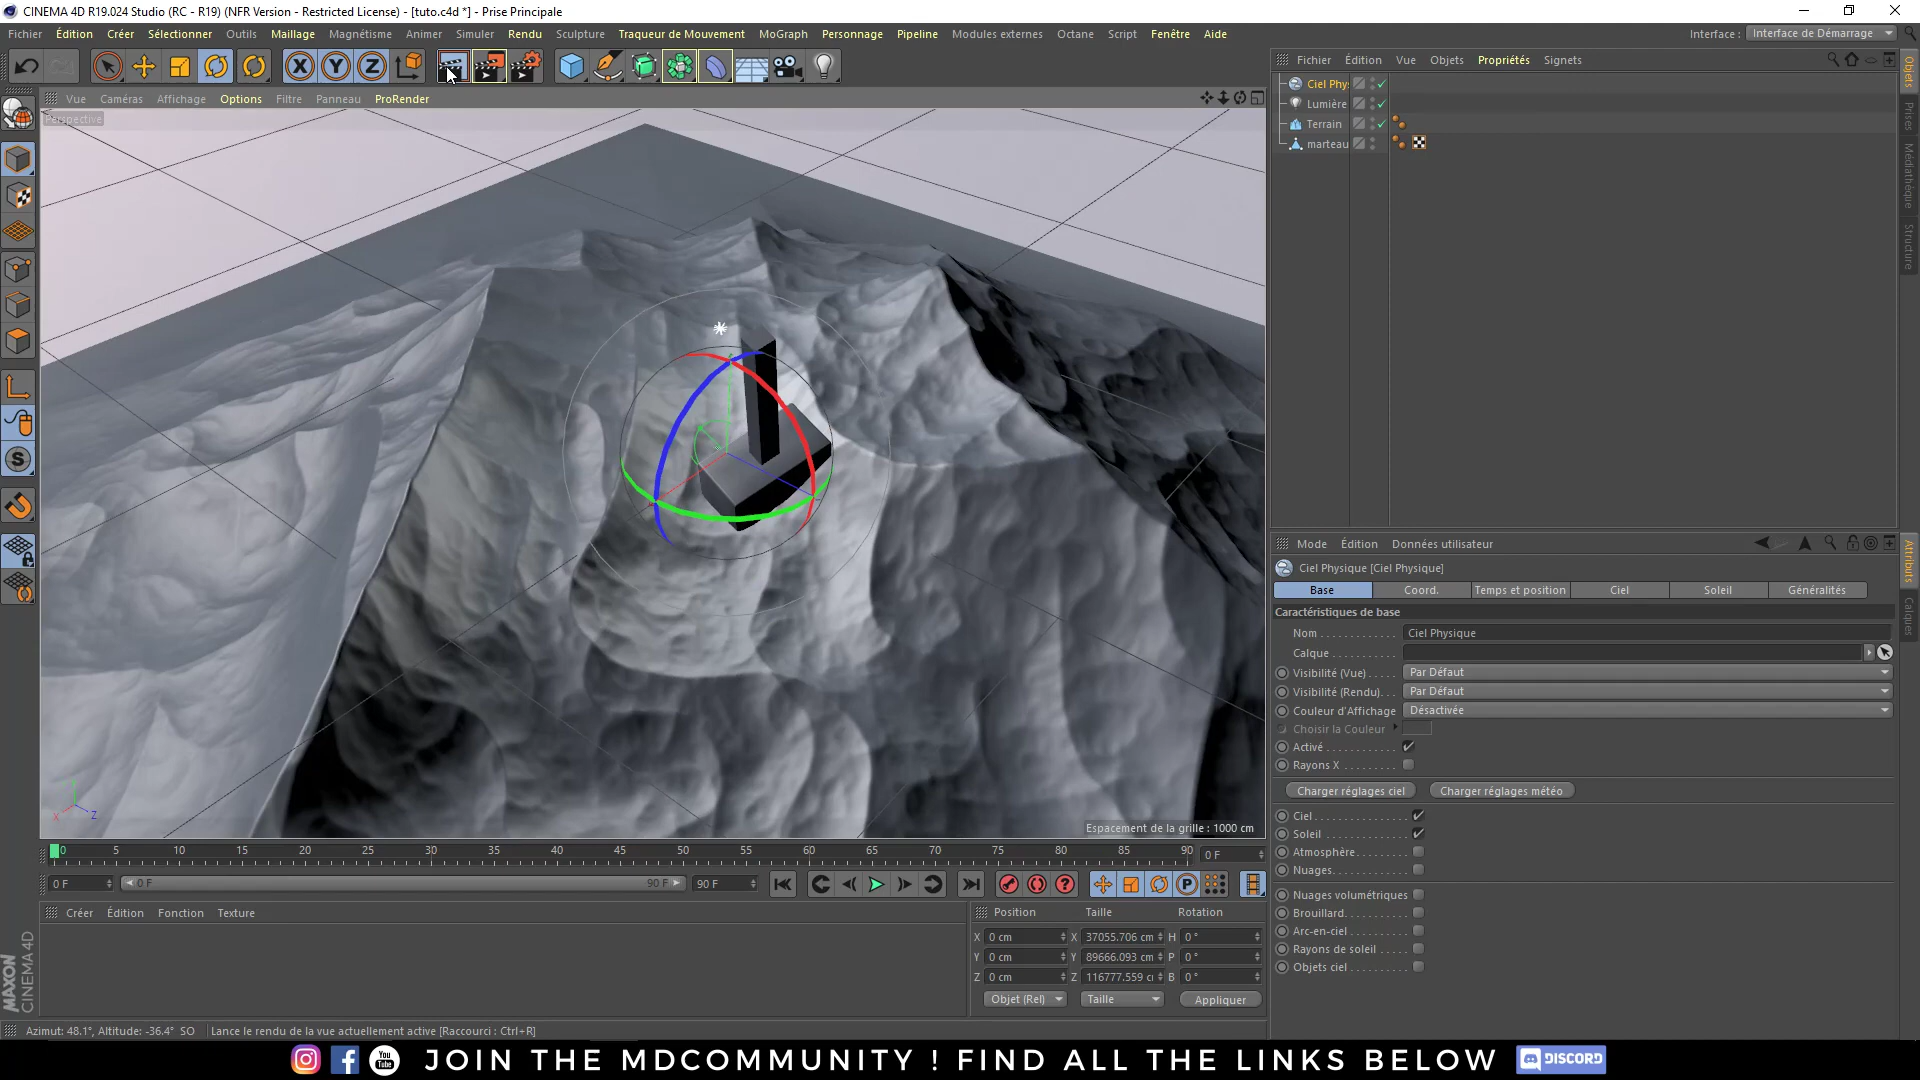 CINEMA 4D R19.024 Studio (RC - R19) (NFR Version - Restricted License) - [tuto.c4d *] - Prise Principale
Fichier Édition Créer Sélectionner Outils Maillage Magnétisme Animer Simuler Rendu Sculpture Traqueur de Mouvement MoGraph Personnage Pipeline Modules externes Octane Script Fenêtre Aide Interface : Interface de Démarrage
Fichier Édition Vue Objets Propriétés Signets
Vue Caméras Affichage Options Filtre Panneau ProRender
Perspective
Ciel Phys
Lumière
Terrain
marteau
Objets
Prises
Médiathèque
Structure
Mode Édition Données utilisateur
Ciel Physique [Ciel Physique]
Base Coord. Temps et position Ciel Soleil Généralités
Caractéristiques de base
Nom . . . . . . . . . . . . Ciel Physique
Calque . . . . . . . . . . .
Visibilité (Vue) . . . . . Par Défaut
Visibilité (Rendu) . . . Par Défaut
Couleur d'Affichage Désactivée
Choisir la Couleur
Activé . . . . . . . . . . . .
Rayons X . . . . . . . . .
Charger réglages ciel Charger réglages météo
Ciel . . . . . . . . . . . . . .
Soleil . . . . . . . . . . . . .
Atmosphère . . . . . . . .
Nuages. . . . . . . . . . . .
Nuages volumétriques
Brouillard. . . . . . . . . .
Arc-en-ciel . . . . . . . . .
Rayons de soleil . . . .
Objets ciel . . . . . . . . .
Attributs
Calques
Y
X Z
Espacement de la grille : 1000 cm
0 5 10 15 20 25 30 35 40 45 50 55 60 65 70 75 80 85 90 0 F
0 F 0 F 90 F 90 F
Créer Édition Fonction Texture
Position Taille Rotation
X 0 cm X 37055.706 cm H 0 °
Y 0 cm Y 89666.093 cm P 0 °
Z 0 cm Z 116777.559 c B 0 °
Objet (Rel) Taille Appliquer
MAXON
CINEMA 4D
Azimut: 48.1°, Altitude: -36.4° SO Lance le rendu de la vue actuellement active [Raccourci : Ctrl+R]
You Tube JOIN THE MDCOMMUNITY ! FIND ALL THE LINKS BELOW DISCORD